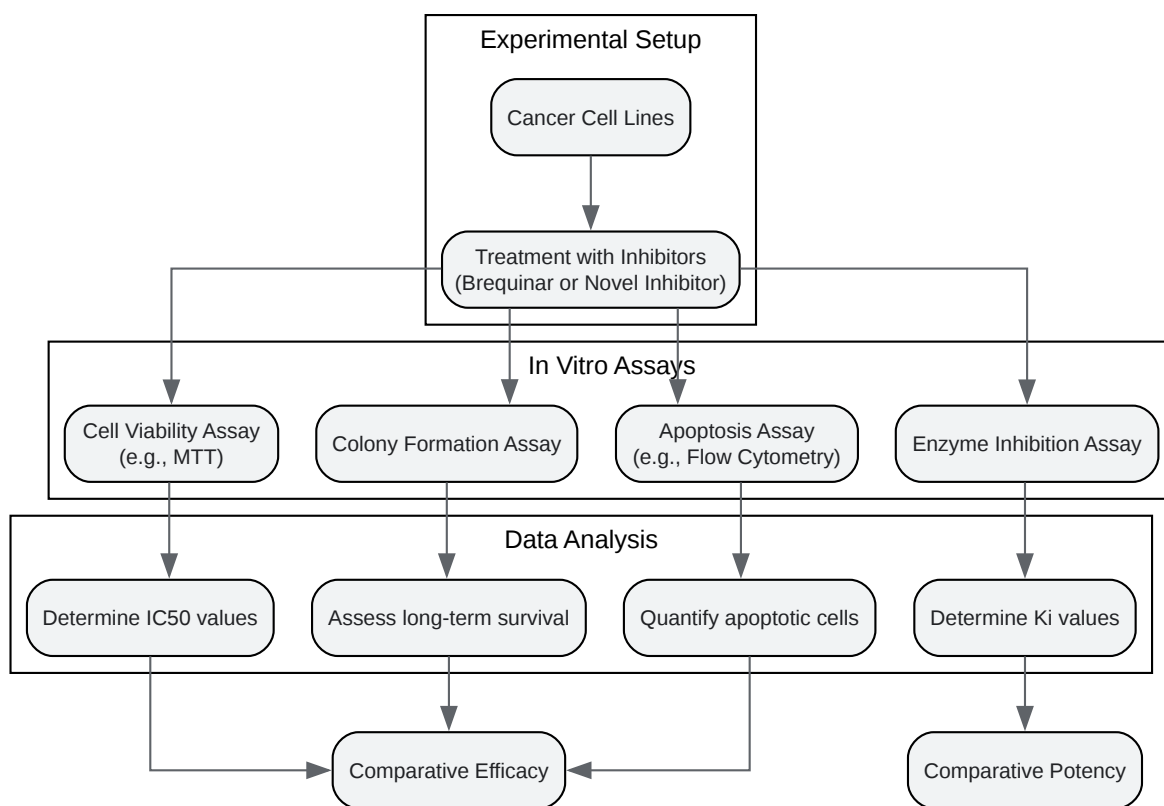 Experimental Setup
Cancer Cell Lines
Treatment with Inhibitors
(Brequinar or Novel Inhibitor)
In Vitro Assays
Cell Viability Assay
(e.g., MTT)
Colony Formation Assay
Apoptosis Assay
(e.g., Flow Cytometry)
Enzyme Inhibition Assay
Data Analysis
Determine IC50 values
Assess long-term survival
Quantify apoptotic cells
Determine Ki values
Comparative Efficacy
Comparative Potency